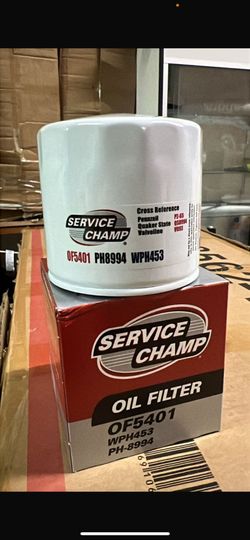 SERVICE
CHAMP
OF5401 PH8994 WPH453
Cross Reference
Pennzoil
Quaker State
Valvoline
SERVICE
CHAMP
OIL FILTER
OF5401
WPH453
PH-8994